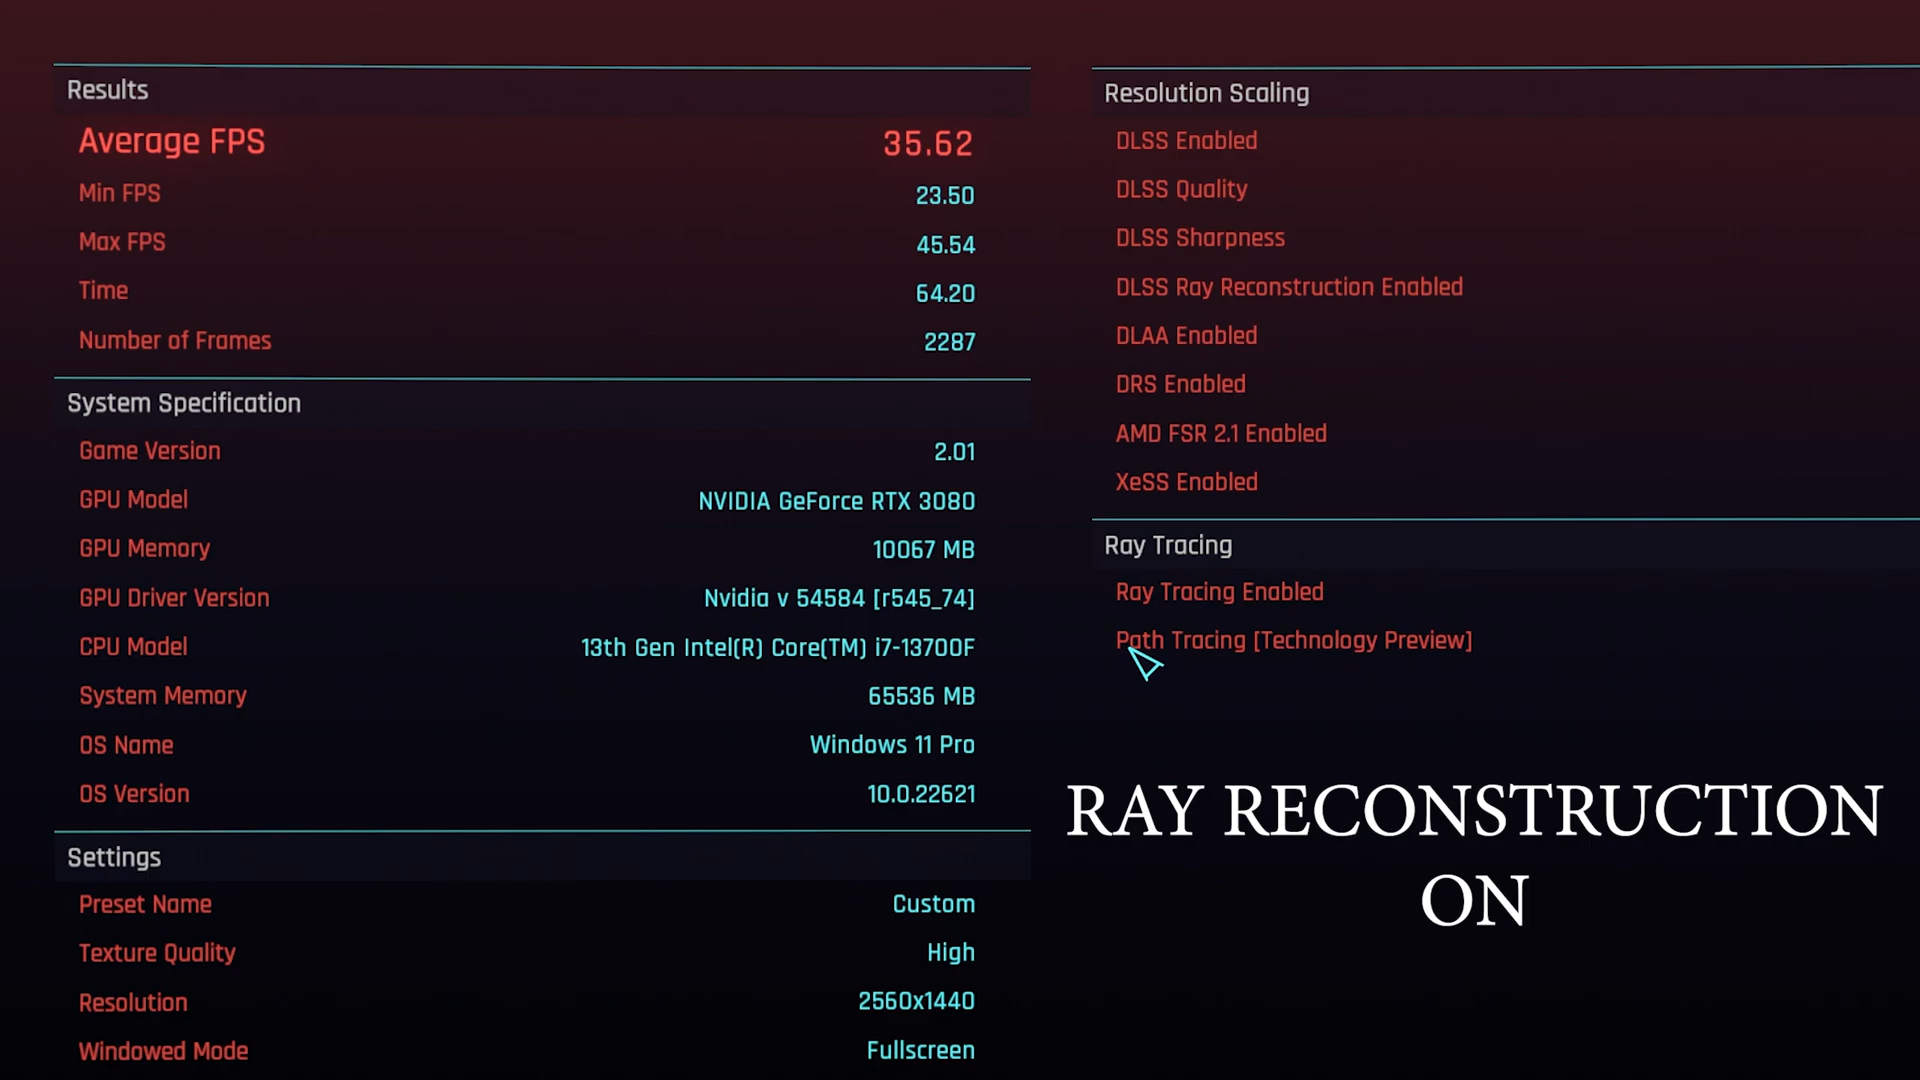 Results
Average FPS 35.62
Min FPS 23.50
Max FPS 45.54
Time 64.20
Number of Frames 2287
System Specification
Game Version 2.01
GPU Model NVIDIA GeForce RTX 3080
GPU Memory 10067 MB
GPU Driver Version Nvidia v 54584 [r545_74]
CPU Model 13th Gen Intel(R) Core(TM) i7-13700F
System Memory 65536 MB
OS Name Windows 11 Pro
OS Version 10.0.22621
Settings
Preset Name Custom
Texture Quality High
Resolution 2560x1440
Windowed Mode Fullscreen
Resolution Scaling
DLSS Enabled
DLSS Quality
DLSS Sharpness
DLSS Ray Reconstruction Enabled
DLAA Enabled
DRS Enabled
AMD FSR 2.1 Enabled
XeSS Enabled
Ray Tracing
Ray Tracing Enabled
Path Tracing [Technology Preview]
RAY RECONSTRUCTION
ON